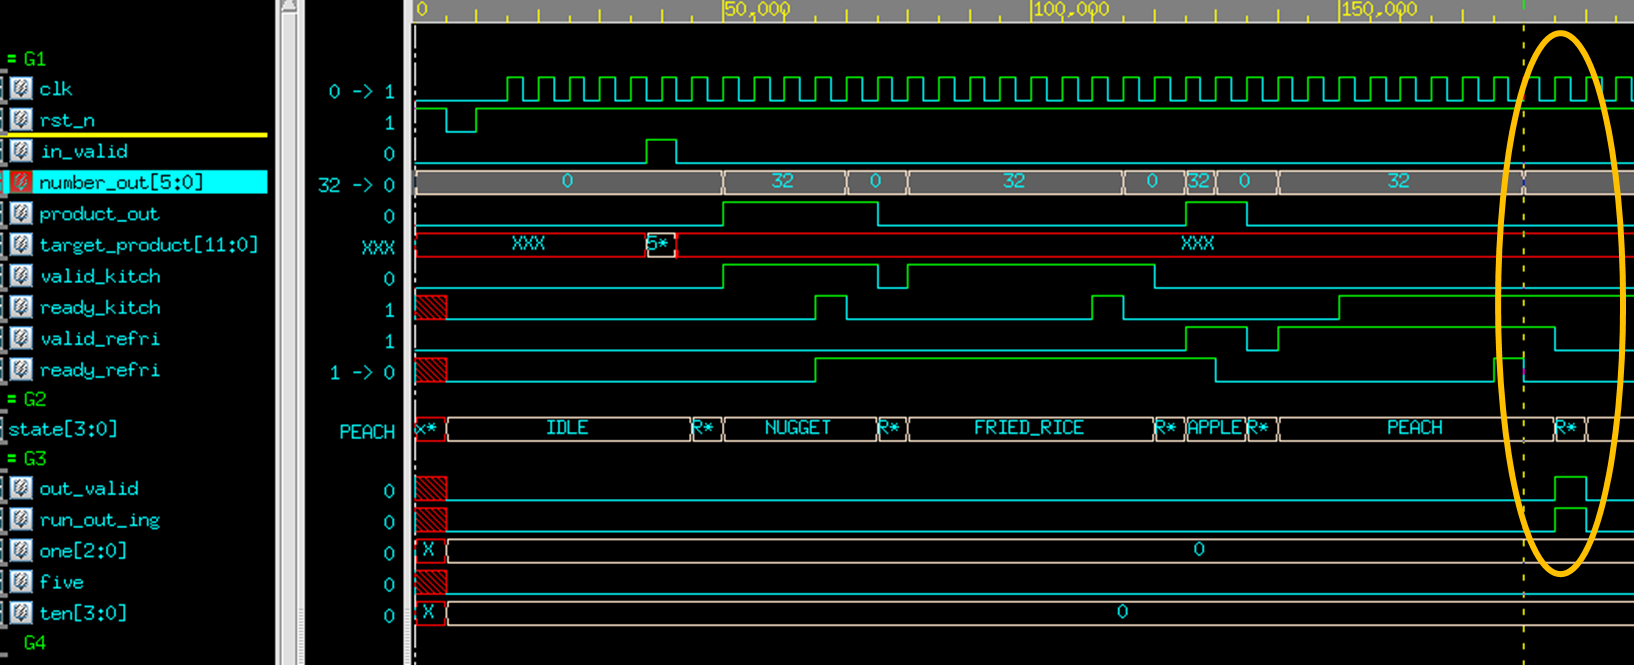 0 50,000 100,000 150,000
= G1
clk 0 -> 1
rst_n 1
in_valid 0
number_out[5:0] 32 -> 0 0 32 0 32 0 32 0 32
product_out 0
target_product[11:0] XXX XXX 5* XXX
valid_kitch 0
ready_kitch 1
valid_refri 1
ready_refri 1 -> 0
= G2
state[3:0] PEACH x* IDLE R* NUGGET R* FRIED_RICE R* APPLE R* PEACH R*
= G3
out_valid 0
run_out_ing 0
one[2:0] 0 X 0
five 0
ten[3:0] 0 X 0
G4